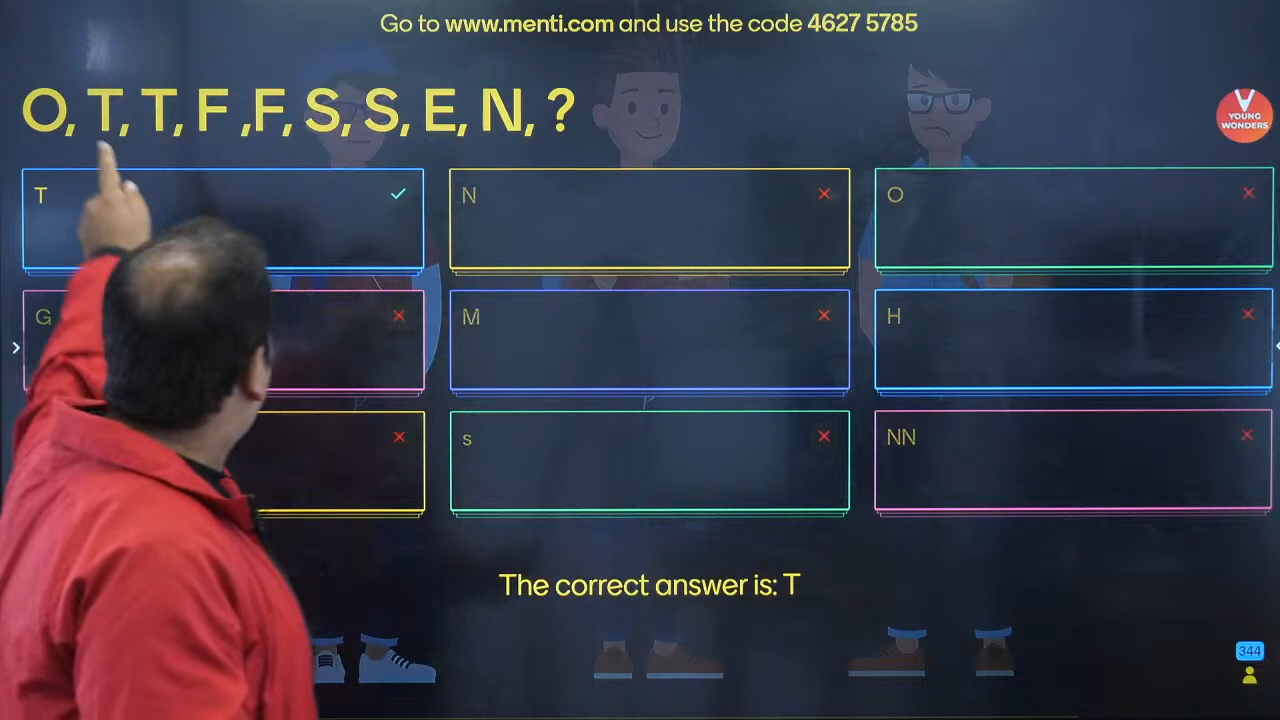 Go to www.menti.com and use the code 4627 5785
O, T, T, F ,F, S, S, E, N, ?
YOUNG
WONDERS
T
N
O
G
M
H
s
NN
The correct answer is: T
344